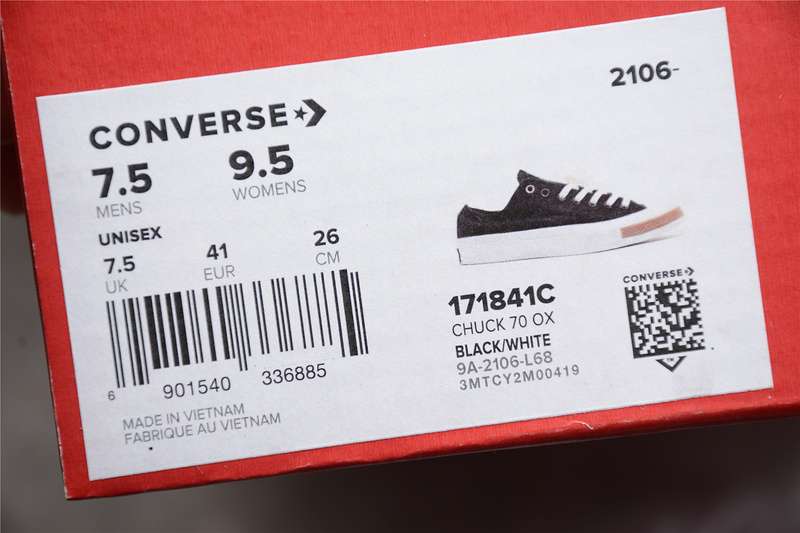 2106-
CONVERSE
7.5 9.5
MENS WOMENS
UNISEX
7.5 41 26
UK EUR CM
6 901540 336885
MADE IN VIETNAM
FABRIQUE AU VIETNAM
171841C
CHUCK 70 OX
BLACK/WHITE
9A-2106-L68
3MTCY2M00419
CONVERSE